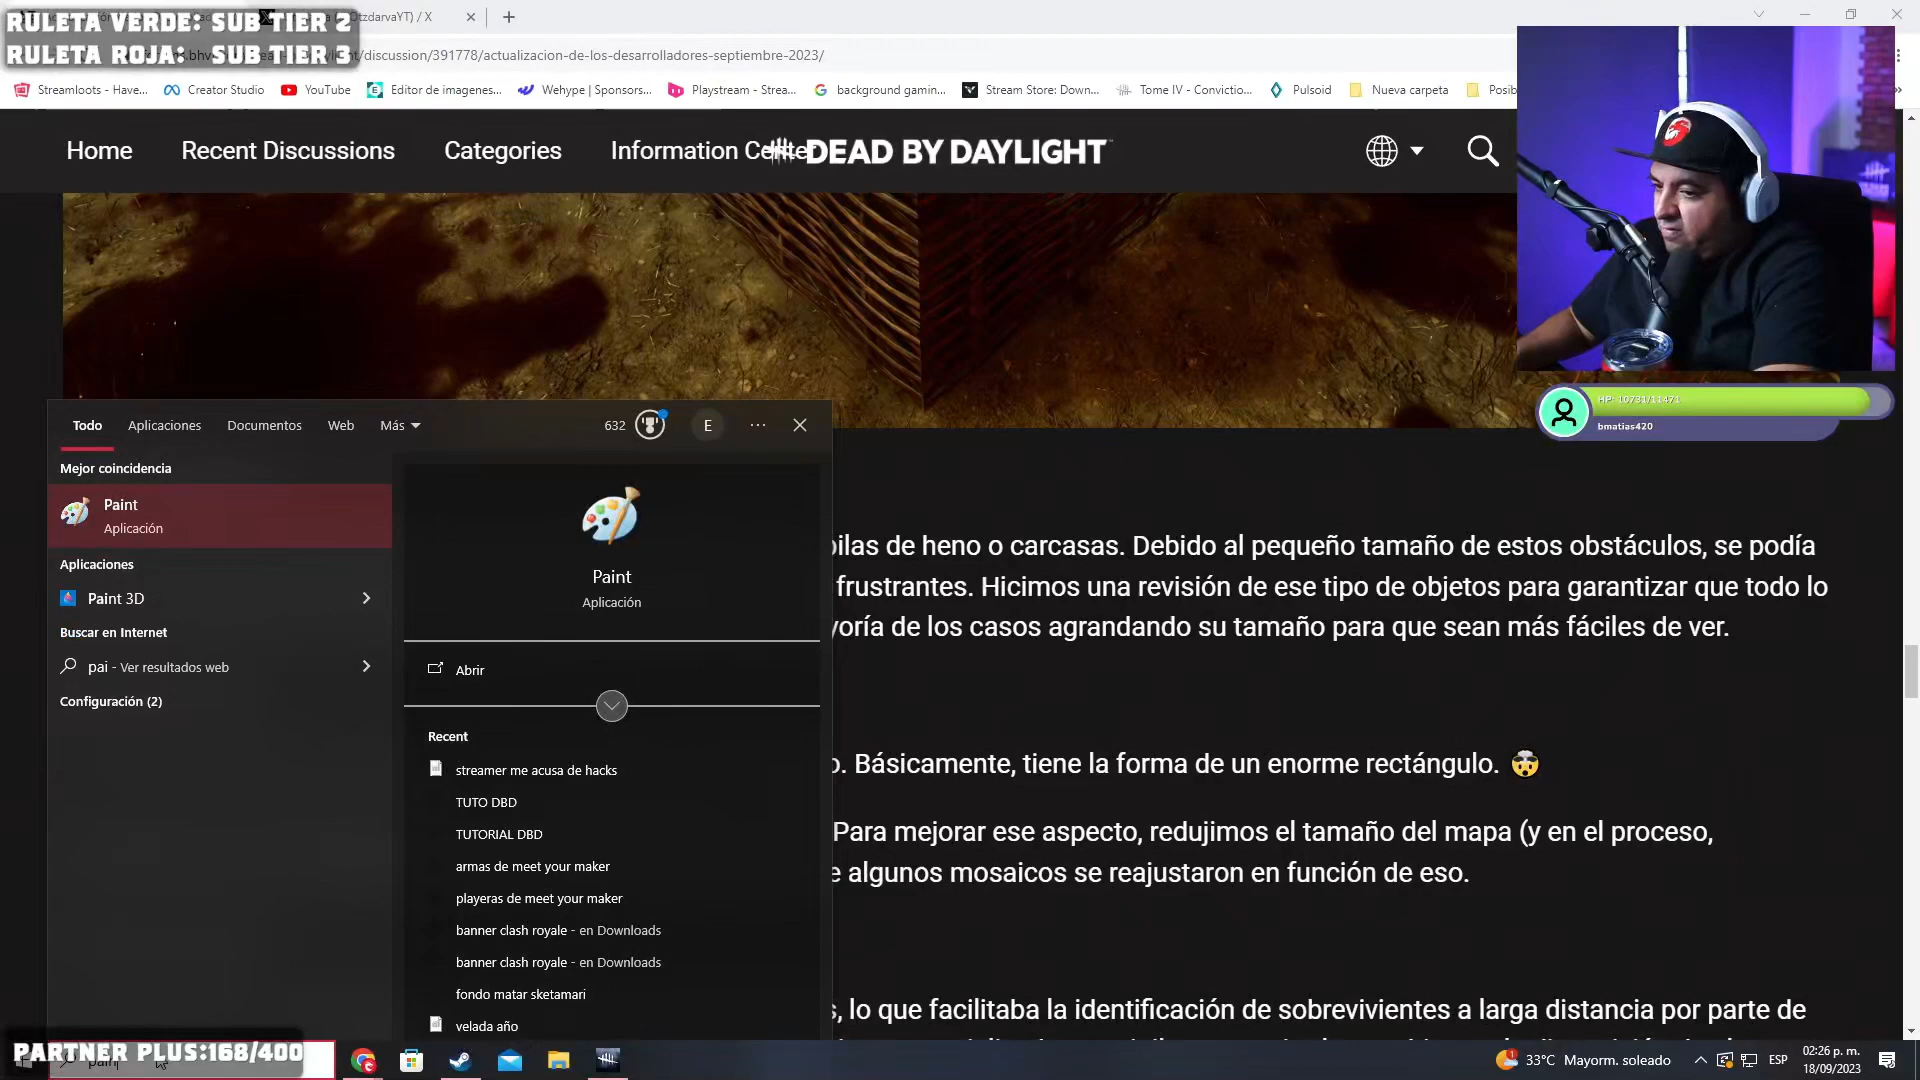 RULETA VERDE: SUB TIER 2
OtzdarvaYT) / X
RULETA ROJA: SUB TIER 3
/discussion/391778/actualizacion-de-los-desarrolladores-septiembre-2023/
Streamloots - Have...
Creator Studio
YouTube
Editor de imagenes...
Wehype | Sponsors...
Playstream - Strea...
background gamin...
Stream Store: Down...
Tome IV - Convictio...
Pulsoid
Nueva carpeta
Posib
Home
Recent Discussions
Categories
Information Center
DEAD BY DAYLIGHT
HP: 10731/11471
bmatias420
Todo
Aplicaciones
Documentos
Web
Más
632
E
Mejor coincidencia
Paint
Aplicación
Aplicaciones
Paint 3D
Buscar en Internet
pai - Ver resultados web
Configuración (2)
Paint
Aplicación
Abrir
Recent
streamer me acusa de hacks
TUTO DBD
TUTORIAL DBD
armas de meet your maker
playeras de meet your maker
banner clash royale - en Downloads
banner clash royale - en Downloads
fondo matar sketamari
velada año
pilas de heno o carcasas. Debido al pequeño tamaño de estos obstáculos, se podía
frustrantes. Hicimos una revisión de ese tipo de objetos para garantizar que todo lo
yoría de los casos agrandando su tamaño para que sean más fáciles de ver.
o. Básicamente, tiene la forma de un enorme rectángulo. 🤯
Para mejorar ese aspecto, redujimos el tamaño del mapa (y en el proceso,
e algunos mosaicos se reajustaron en función de eso.
s, lo que facilitaba la identificación de sobrevivientes a larga distancia por parte de
PARTNER PLUS:168/400
33°C Mayorm. soleado
ESP
02:26 p. m.
18/09/2023